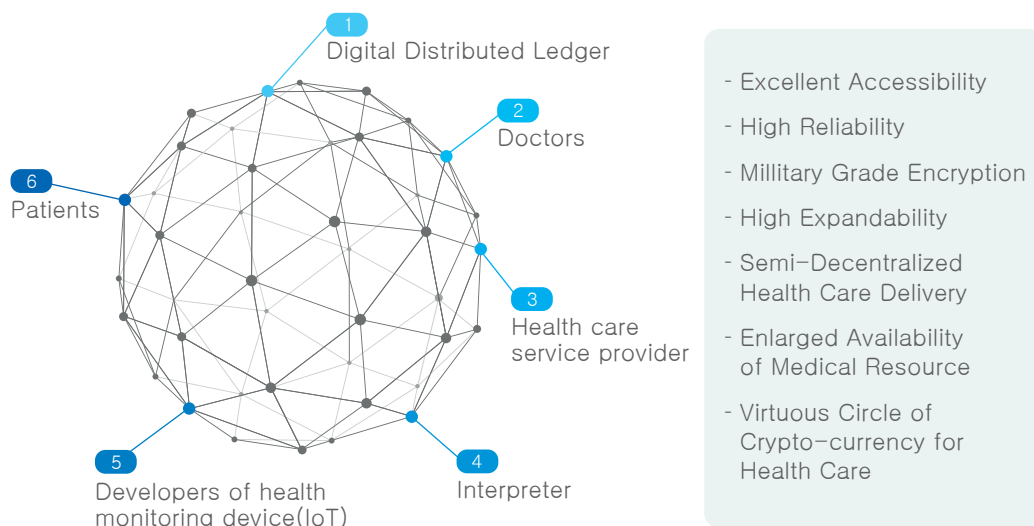 1
Digital Distributed Ledger
2
Doctors
3
Health care
service provider
4
Interpreter
5
Developers of health
monitoring device(IoT)
6
Patients
- Excellent Accessibility
- High Reliability
- Millitary Grade Encryption
- High Expandability
- Semi-Decentralized
Health Care Delivery
- Enlarged Availability
of Medical Resource
- Virtuous Circle of
Crypto-currency for
Health Care